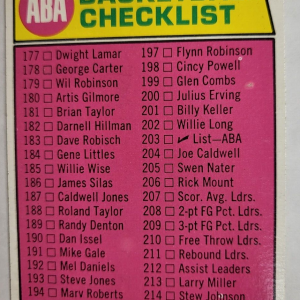 ABA
BASKETBALL
CHECKLIST
177 □ Dwight Lamar
178 □ George Carter
179 □ Wil Robinson
180 □ Artis Gilmore
181 □ Brian Taylor
182 □ Darnell Hillman
183 □ Dave Robisch
184 □ Gene Littles
185 □ Willie Wise
186 □ James Silas
187 □ Caldwell Jones
188 □ Roland Taylor
189 □ Randy Denton
190 □ Dan Issel
191 □ Mike Gale
192 □ Mel Daniels
193 □ Steve Jones
194 □ Marv Roberts
197 □ Flynn Robinson
198 □ Cincy Powell
199 □ Glen Combs
200 □ Julius Erving
201 □ Billy Keller
202 □ Willie Long
203 □ ✓ List—ABA
204 □ Joe Caldwell
205 □ Swen Nater
206 □ Rick Mount
207 □ Scor. Avg. Ldrs.
208 □ 2-pt FG Pct. Ldrs.
209 □ 3-pt FG Pct. Ldrs.
210 □ Free Throw Ldrs.
211 □ Rebound Ldrs.
212 □ Assist Leaders
213 □ Larry Miller
214 □ Stew Johnson